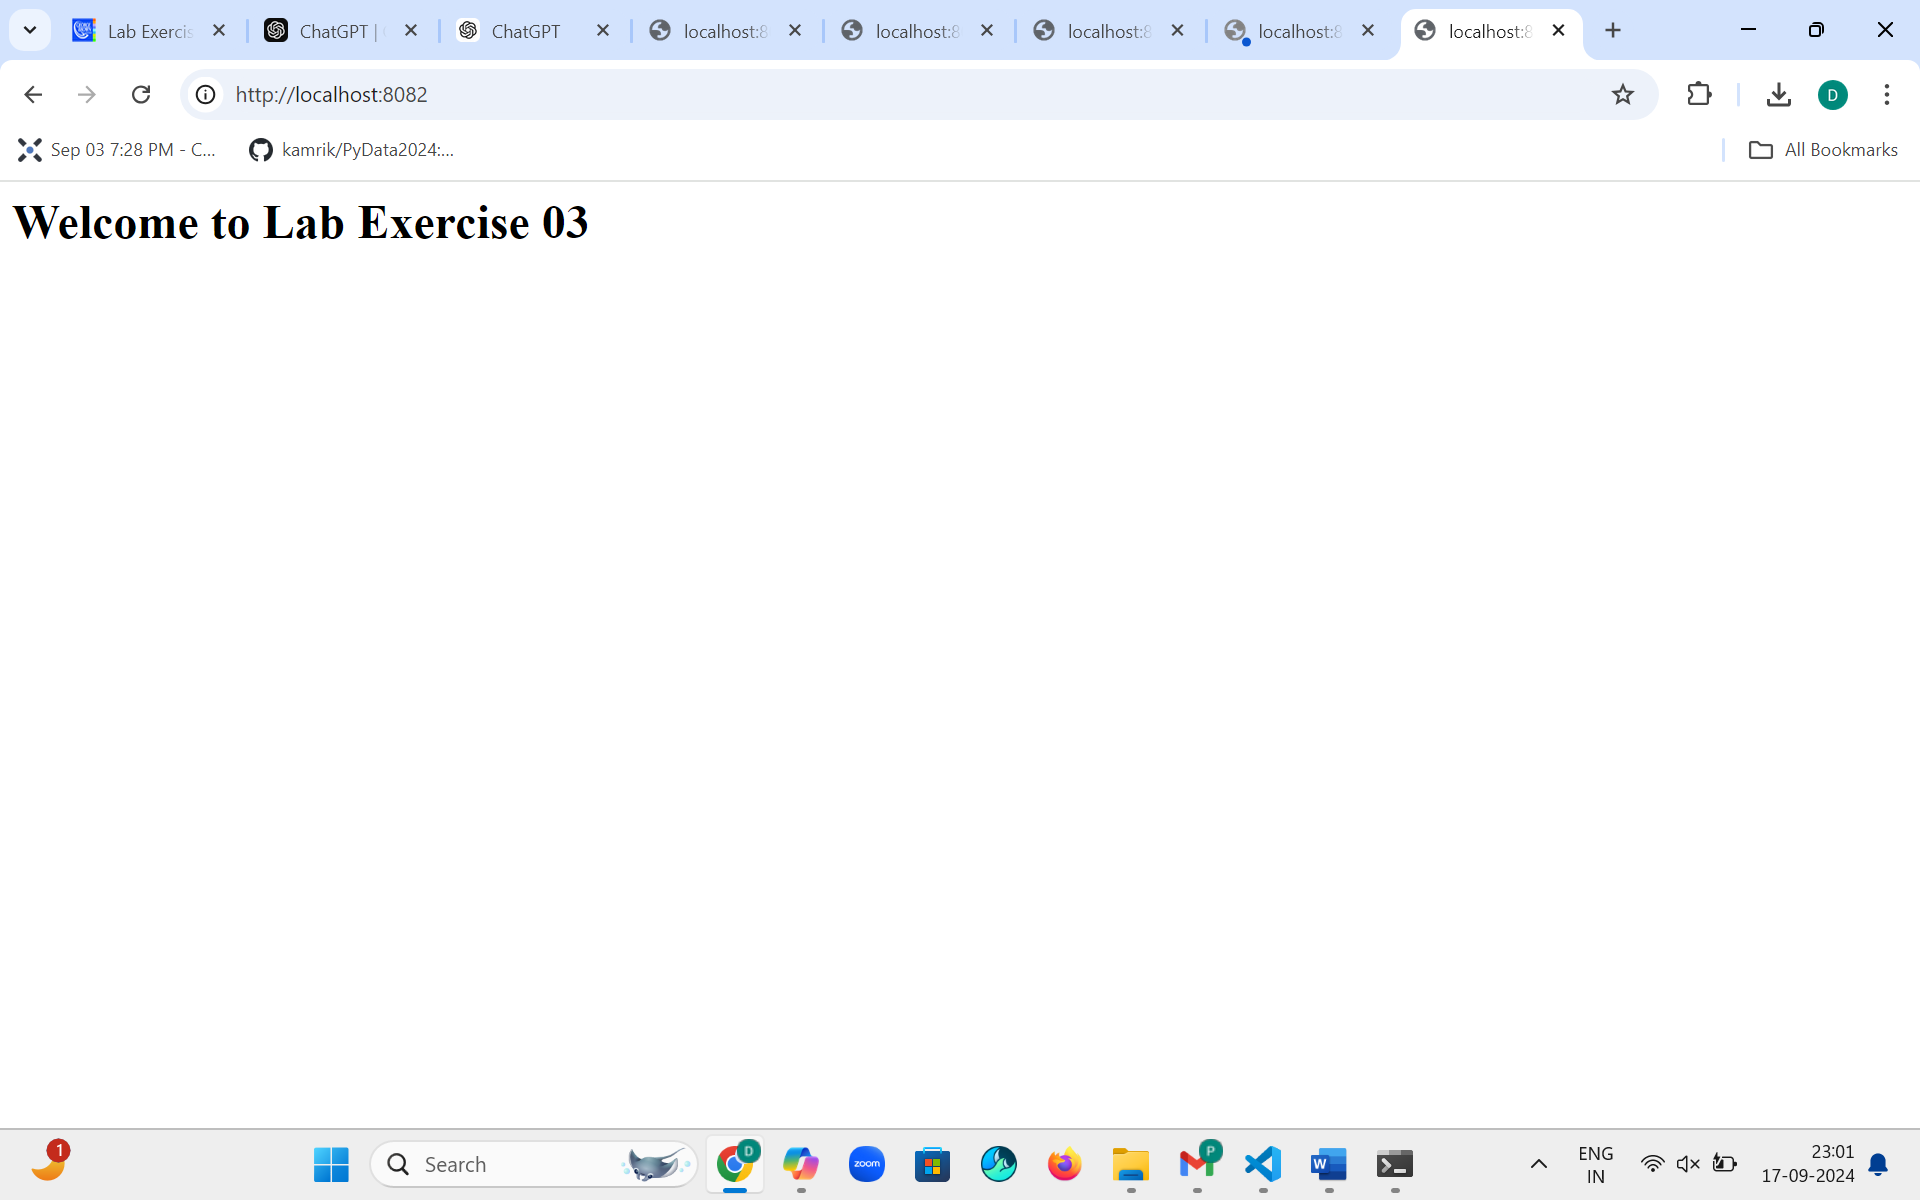 Lab Exercis
ChatGPT |
ChatGPT
localhost:8
localhost:8
localhost:8
localhost:8
localhost:8
http://localhost:8082
D
Sep 03 7:28 PM - C...
kamrik/PyData2024:...
All Bookmarks
Welcome to Lab Exercise 03
1
Search
D
zoom
P
W
ENG
IN
23:01
17-09-2024